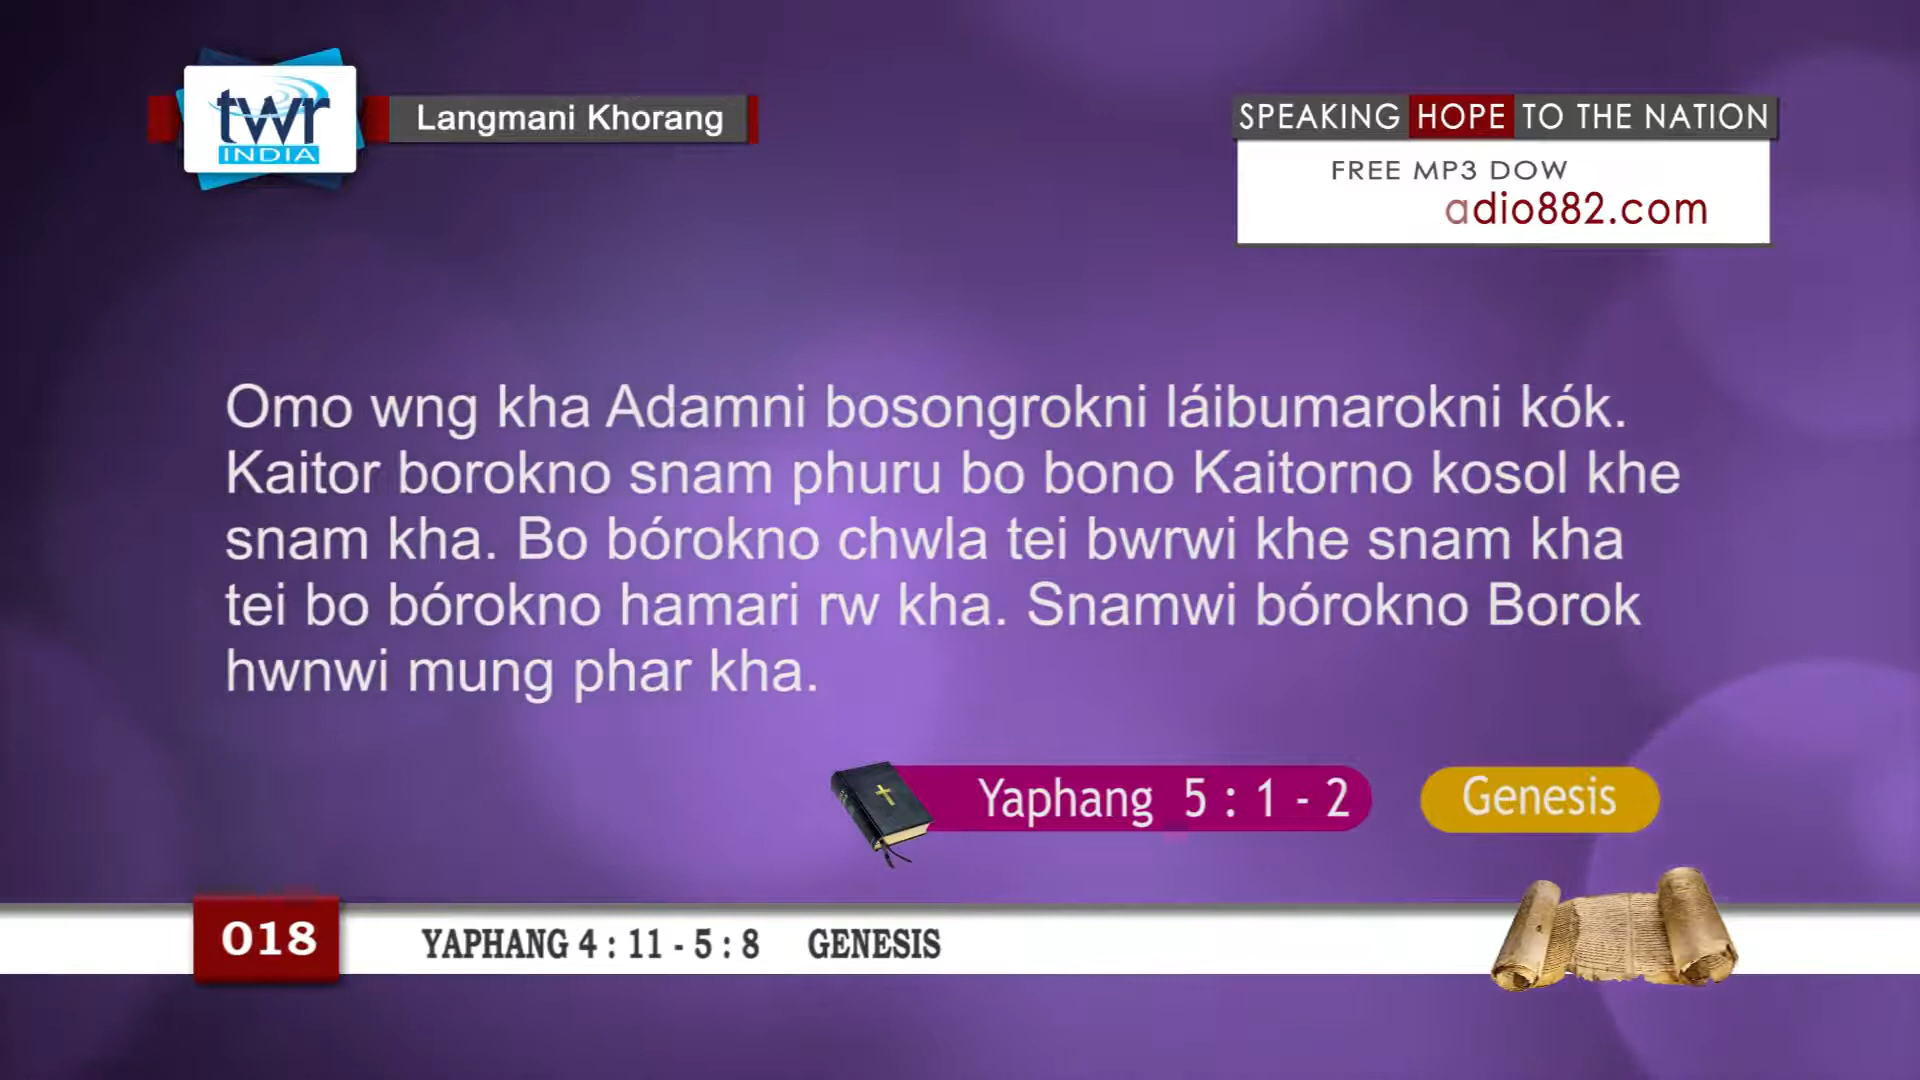 twr
INDIA
Langmani Khorang
SPEAKING HOPE TO THE NATION
FREE MP3 DOW
adio882.com
Omo wng kha Adamni bosongrokni láibumarokni kók.
Kaitor borokno snam phuru bo bono Kaitorno kosol khe
snam kha. Bo bórokno chwla tei bwrwi khe snam kha
tei bo bórokno hamari rw kha. Snamwi bórokno Borok
hwnwi mung phar kha.
Yaphang 5 : 1 - 2 Genesis
018 YAPHANG 4 : 11 - 5 : 8 GENESIS